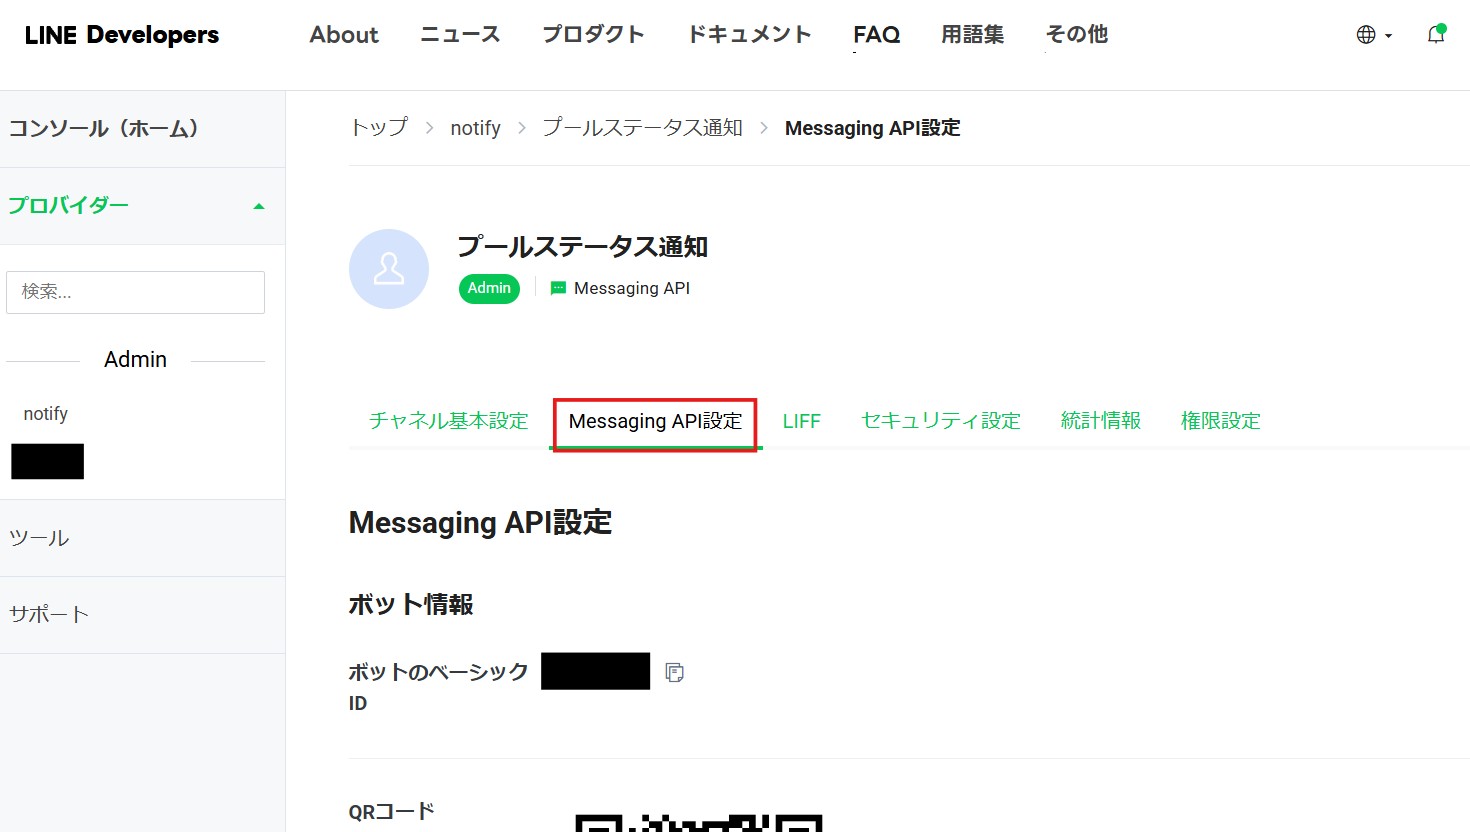 LINE Developers About ニュース プロダクト ドキュメント FAQ 用語集 その他
コンソール（ホーム）
プロバイダー
検索...
Admin
notify
ツール
サポート
トップ > notify > プールステータス通知 > Messaging API設定
プールステータス通知
Admin Messaging API
チャネル基本設定 Messaging API設定 LIFF セキュリティ設定 統計情報 権限設定
Messaging API設定
ボット情報
ボットのベーシック
ID
QRコード